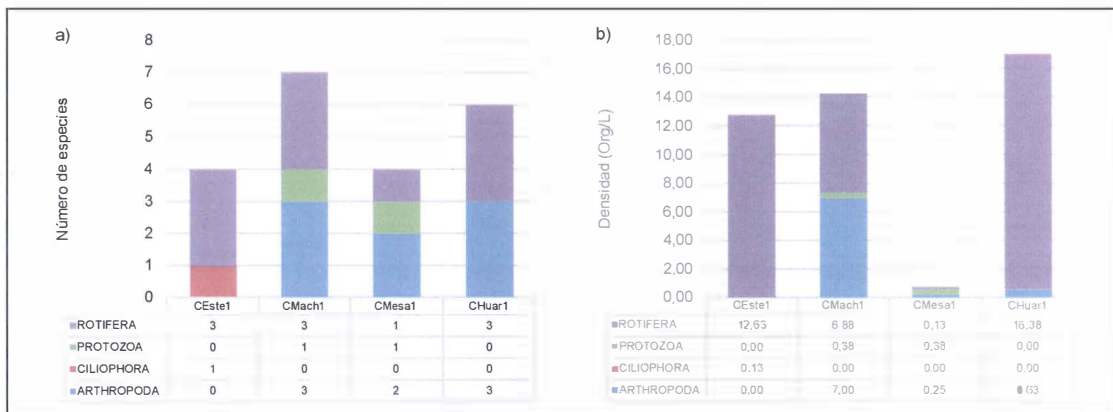 a)
Número de especies
8
7
6
5
4
3
2
1
0
CEste1 CMach1 CMesa1 CHuar1
ROTIFERA 3 3 1 3
PROTOZOA 0 1 1 0
CILIOPHORA 1 0 0 0
ARTHROPODA 0 3 2 3
b)
Densidad (Org/L)
18,00
16,00
14,00
12,00
10,00
8,00
6,00
4,00
2,00
0,00
CEste1 CMach1 CMesa1 CHuar1
ROTIFERA 6,88 0,13 16,38
PROTOZOA 0,00 0,38 0,38 0,00
CILIOPHORA 0,13 0,00 0,00 0,00
ARTHROPODA 0,00 7,00 0,25